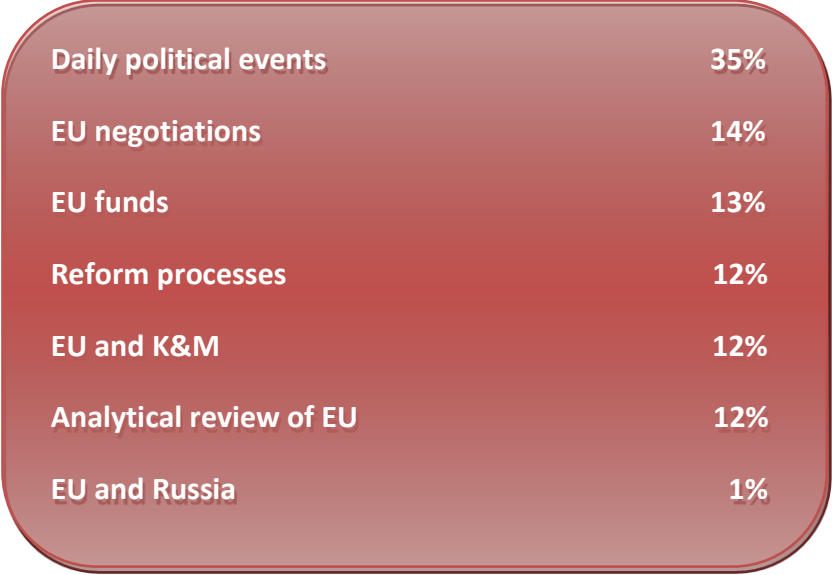 Daily political events 35%
EU negotiations 14%
EU funds 13%
Reform processes 12%
EU and K&M 12%
Analytical review of EU 12%
EU and Russia 1%